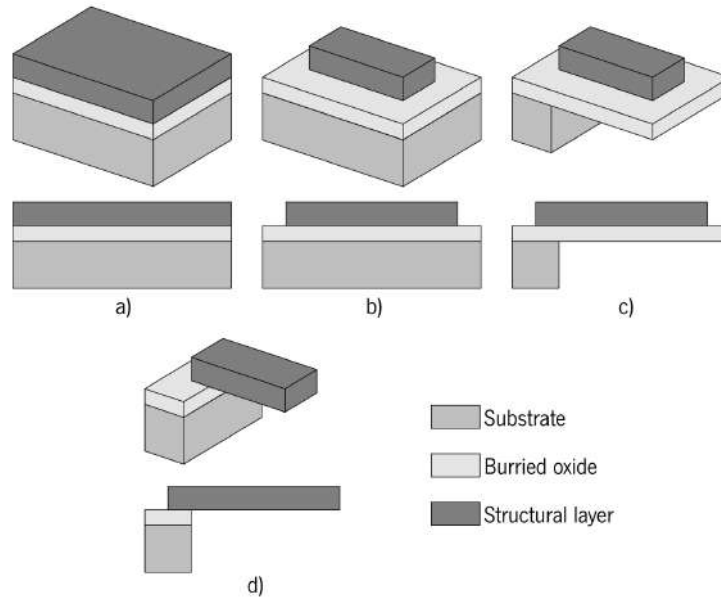 a)
b)
c)
d)
Substrate
Burried oxide
Structural layer